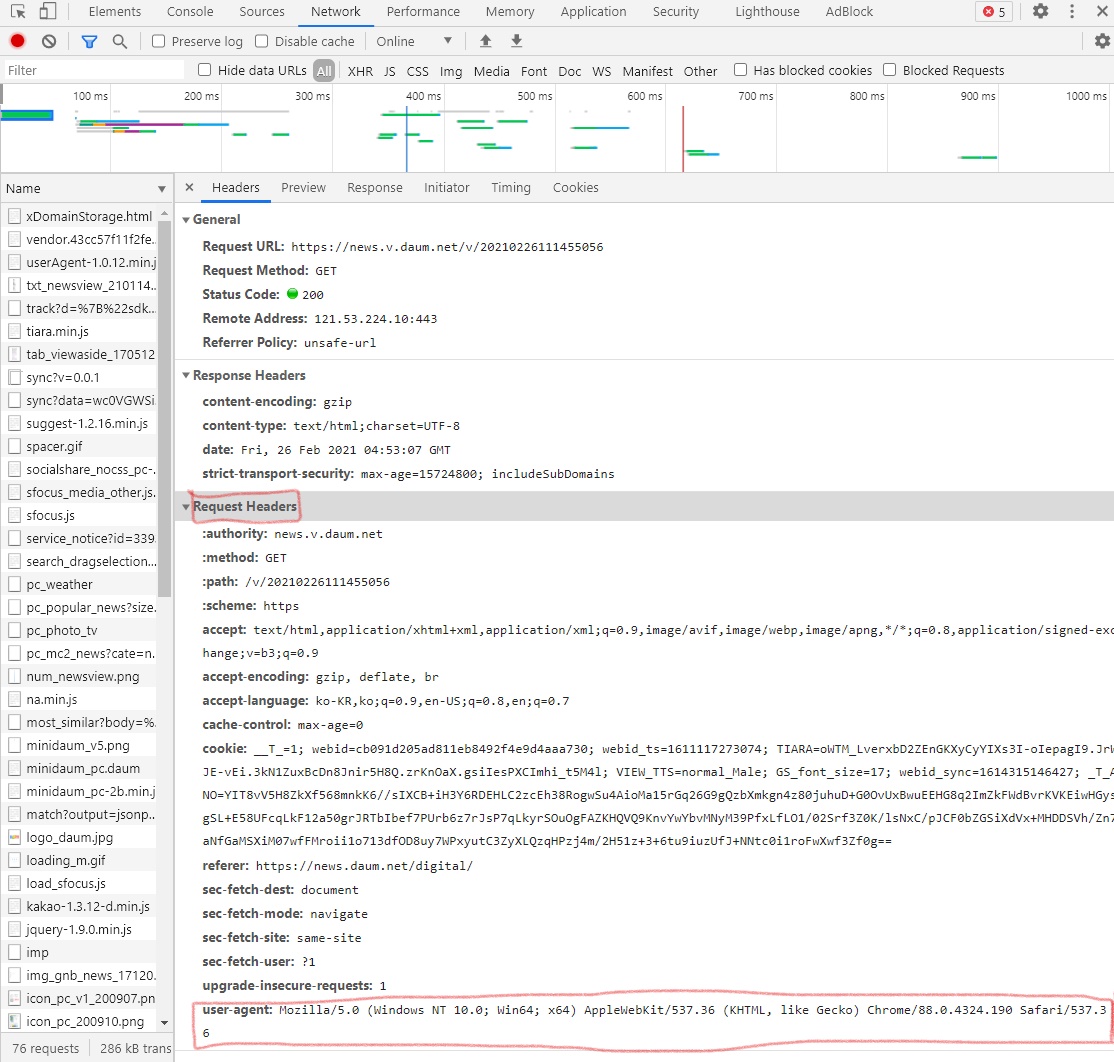 Elements Console Sources Network Performance Memory Application Security Lighthouse AdBlock 5
Preserve log Disable cache Online
Filter Hide data URLs All XHR JS CSS Img Media Font Doc WS Manifest Other Has blocked cookies Blocked Requests
100 ms 200 ms 300 ms 400 ms 500 ms 600 ms 700 ms 800 ms 900 ms 1000 ms
Name
xDomainStorage.html
vendor.43cc57f11f2fe..
userAgent-1.0.12.min.j
txt_newsview_210114..
track?d=%7B%22sdk...
tiara.min.js
tab_viewaside_170512
sync?v=0.0.1
sync?data=wc0VGWSi
suggest-1.2.16.min.js
spacer.gif
socialshare_nocss_pc-.
sfocus_media_other.js.
sfocus.js
service_notice?id=339.
search_dragselection...
pc_weather
pc_popular_news?size.
pc_photo_tv
pc_mc2_news?cate=n.
num_newsview.png
na.min.js
most_similar?body=%.
minidaum_v5.png
minidaum_pc.daum
minidaum_pc-2b.min.j
match?output=jsonp..
logo_daum.jpg
loading_m.gif
load_sfocus.js
kakao-1.3.12-d.min.js
jquery-1.9.0.min.js
imp
img_gnb_news_17120.
icon_pc_v1_200907.pn
icon_pc_200910.png
76 requests 286 kB trans
Headers Preview Response Initiator Timing Cookies
General
Request URL: https://news.v.daum.net/v/20210226111455056
Request Method: GET
Status Code: 200
Remote Address: 121.53.224.10:443
Referrer Policy: unsafe-url
Response Headers
content-encoding: gzip
content-type: text/html;charset=UTF-8
date: Fri, 26 Feb 2021 04:53:07 GMT
strict-transport-security: max-age=15724800; includeSubDomains
Request Headers
:authority: news.v.daum.net
:method: GET
:path: /v/20210226111455056
:scheme: https
accept: text/html,application/xhtml+xml,application/xml;q=0.9,image/avif,image/webp,image/apng,*/*;q=0.8,application/signed-exc
hange;v=b3;q=0.9
accept-encoding: gzip, deflate, br
accept-language: ko-KR,ko;q=0.9,en-US;q=0.8,en;q=0.7
cache-control: max-age=0
cookie: __T_=1; webid=cb091d205ad811eb8492f4e9d4aaa730; webid_ts=1611117273074; TIARA=oWTM_LverxbD2ZEnGKXyCyYIXs3I-oIepagI9.JrW
JE-vEi.3kN1ZuxBcDn8Jnir5H8Q.zrKnOaX.gsiIesPXCImhi_t5M4l; VIEW_TTS=normal_Male; GS_font_size=17; webid_sync=1614315146427; _T_A
NO=YIT8vV5H8ZkXf568mnkK6//sIXCB+iH3Y6RDEHLC2zcEh38RogwSu4AioMa15rGq26G9gQzbXmkgn4z80juhuD+G0OvUxBwuEEHG8q2ImZkFWdBvrKVKEiwHGys
gSL+E58UFcqLkF12a50grJRTbIbef7PUrb6z7rJsP7qLkyrSOuOgFAZKHQVQ9KnvYwYbvMNyM39PfxLfLO1/02Srf3Z0K/lsNxC/pJCF0bZGSiXdVx+MHDDSVh/Zn7
aNfGaMSXiM07wfFMroii1o713dfOD8uy7WPxyutC3ZyXLQzqHPzj4m/2H51z+3+6tu9iuzUfJ+NNtc0i1roFwXwf3Zf0g==
referer: https://news.daum.net/digital/
sec-fetch-dest: document
sec-fetch-mode: navigate
sec-fetch-site: same-site
sec-fetch-user: ?1
upgrade-insecure-requests: 1
user-agent: Mozilla/5.0 (Windows NT 10.0; Win64; x64) AppleWebKit/537.36 (KHTML, like Gecko) Chrome/88.0.4324.190 Safari/537.3
6